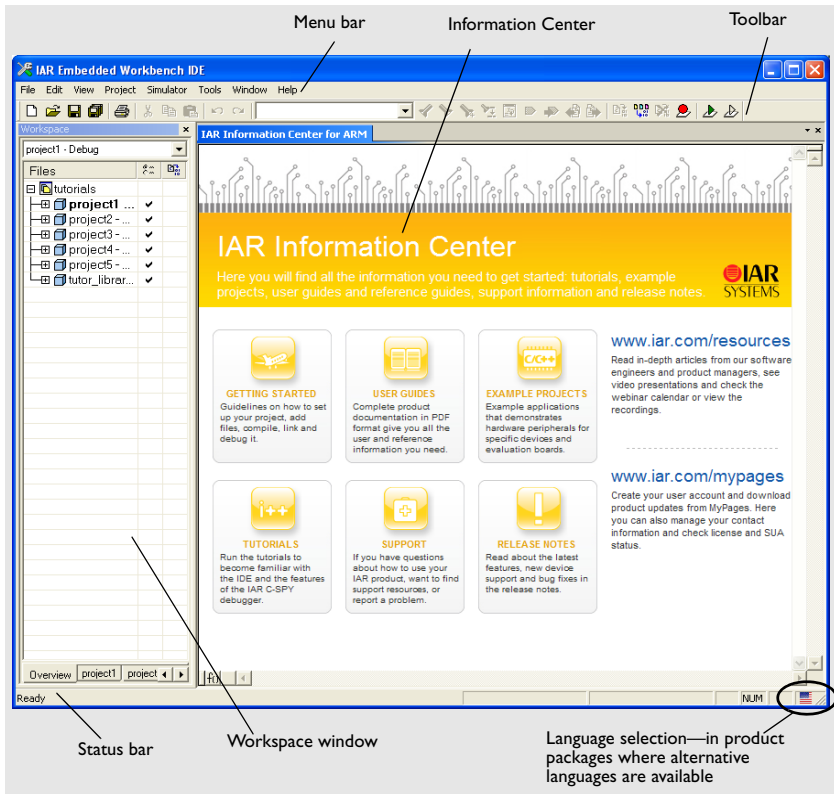 Menu bar
Information Center
Toolbar
IAR Embedded Workbench IDE
File Edit View Project Simulator Tools Window Help
Workspace
IAR Information Center for ARM
project1 - Debug
Files
tutorials
project1 ...
project2 - ...
project3 - ...
project4 - ...
project5 - ...
tutor_librar...
IAR Information Center
Here you will find all the information you need to get started: tutorials, example
projects, user guides and reference guides, support information and release notes.
IAR
SYSTEMS
C/C++
GETTING STARTED
Guidelines on how to set
up your project, add
files, compile, link and
debug it.
USER GUIDES
Complete product
documentation in PDF
format give you all the
user and reference
information you need.
EXAMPLE PROJECTS
Example applications
that demonstrates
hardware peripherals for
specific devices and
evaluation boards.
www.iar.com/resources
Read in-depth articles from our software
engineers and product managers, see
video presentations and check the
webinar calendar or view the
recordings.
i++
TUTORIALS
Run the tutorials to
become familiar with
the IDE and the features
of the IAR C-SPY
debugger.
SUPPORT
If you have questions
about how to use your
IAR product, want to find
support resources, or
report a problem.
RELEASE NOTES
Read about the latest
features, new device
support and bug fixes in
the release notes.
www.iar.com/mypages
Create your user account and download
product updates from MyPages. Here
you can also manage your contact
information and check license and SUA
status.
Overview project1 project
Ready
NUM
Status bar
Workspace window
Language selection—in product
packages where alternative
languages are available